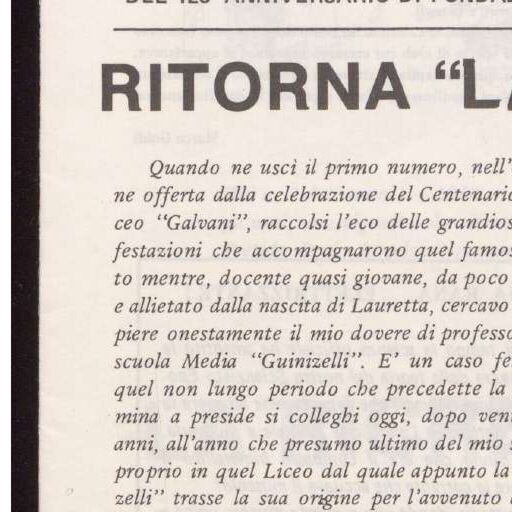 DEL 125° ANNIVERSARIO DI FONDA
RITORNA “LA
Quando ne uscì il primo numero, nell'
ne offerta dalla celebrazione del Centenario
ceo “Galvani”, raccolsi l'eco delle grandios
festazioni che accompagnarono quel famos
to mentre, docente quasi giovane, da poco
e allietato dalla nascita di Lauretta, cercavo
piere onestamente il mio dovere di professo
scuola Media “Guinizelli”. E' un caso fe
quel non lungo periodo che precedette la
mina a preside si colleghi oggi, dopo vent
anni, all'anno che presumo ultimo del mio s
proprio in quel Liceo dal quale appunto la
zelli” trasse la sua origine per l'avvenuto